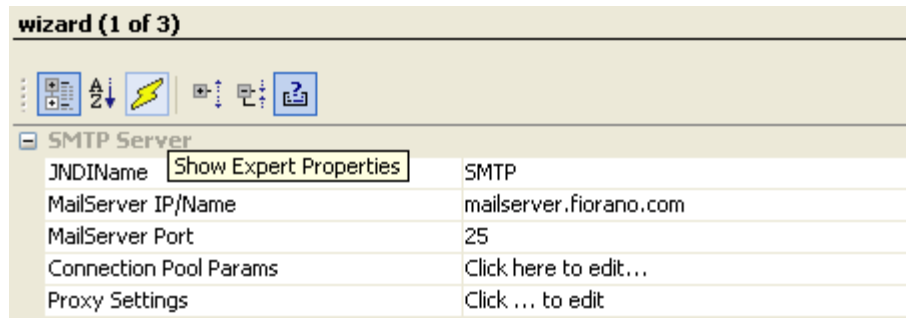 wizard (1 of 3)
SMTP Server
Show Expert Properties
JNDIName SMTP
MailServer IP/Name mailserver.fiorano.com
MailServer Port 25
Connection Pool Params Click here to edit...
Proxy Settings Click ... to edit